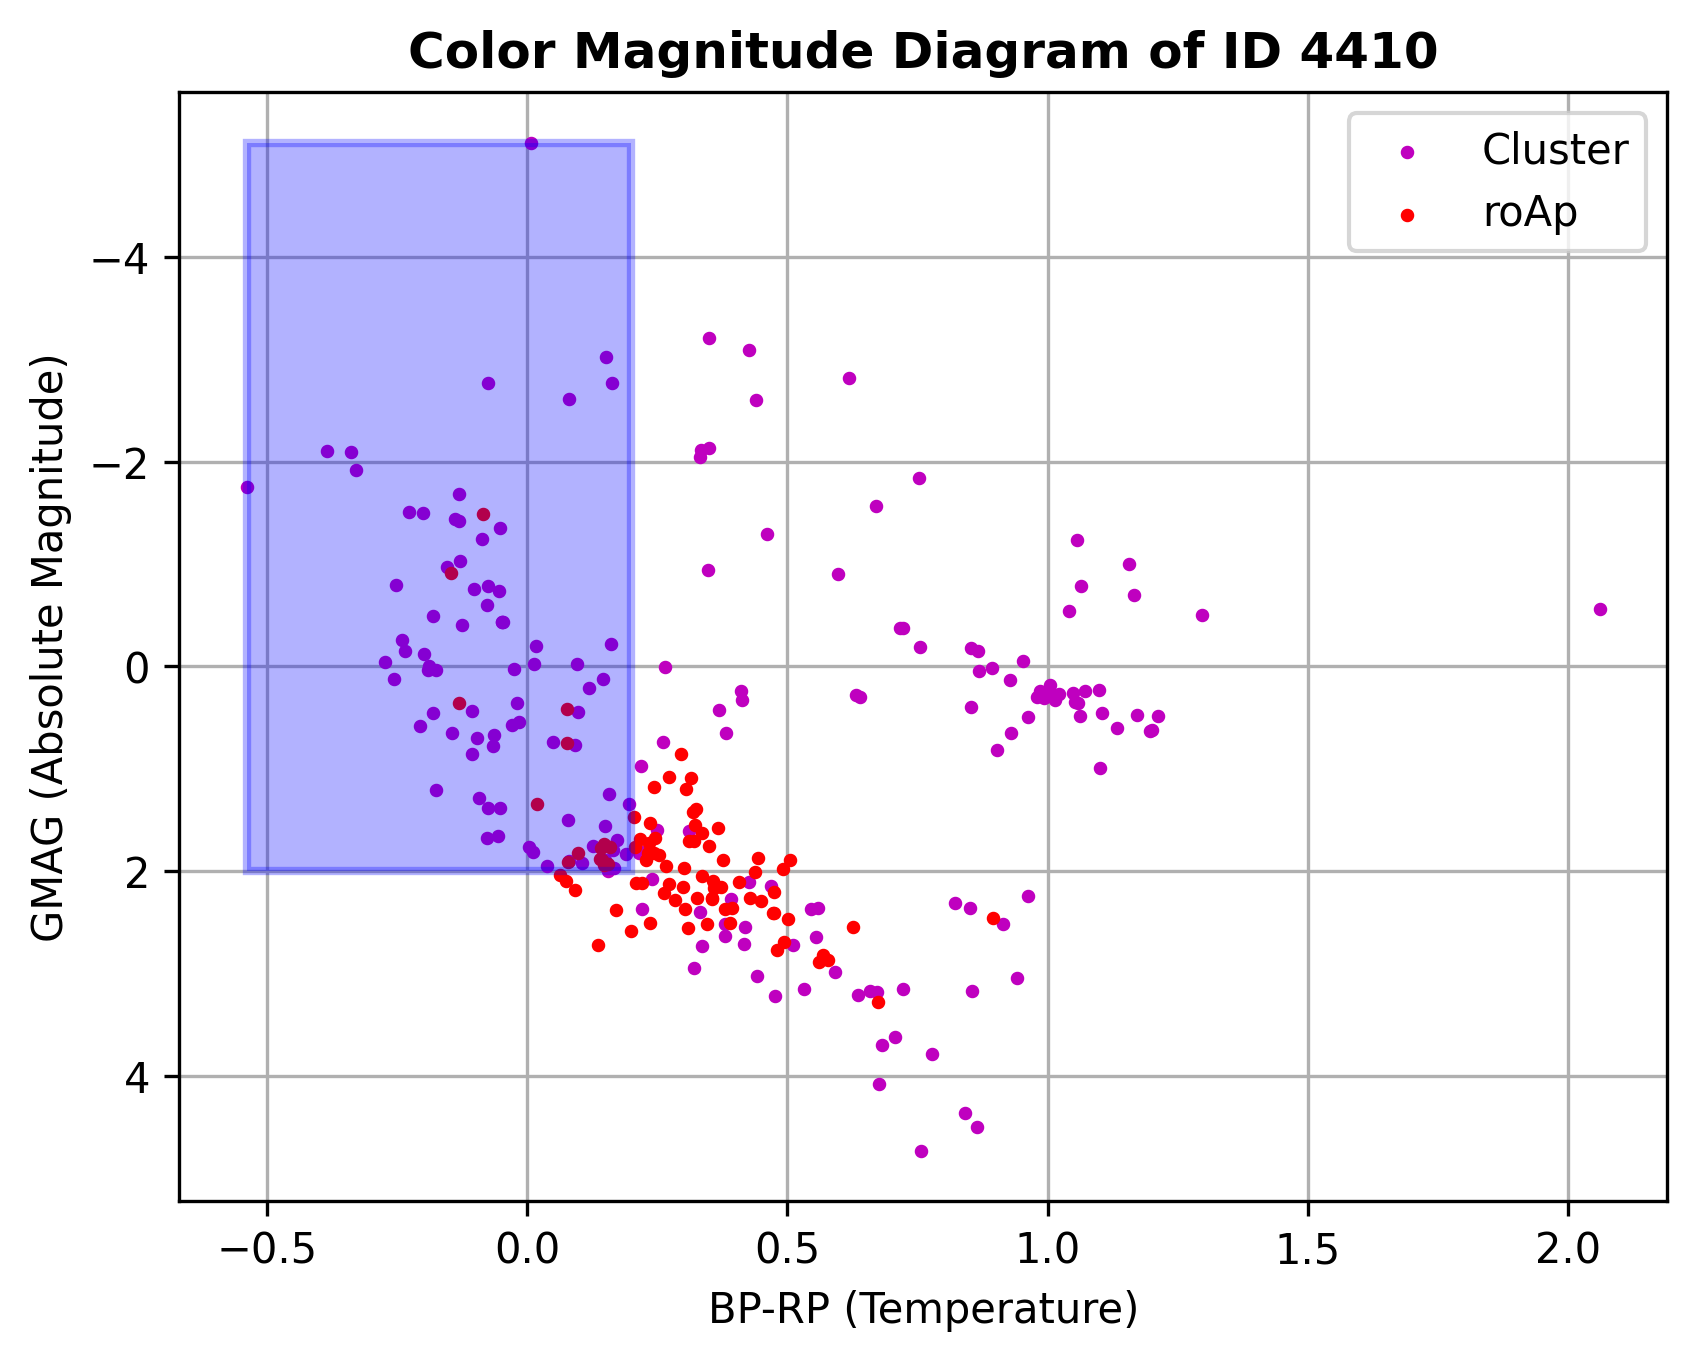 Color Magnitude Diagram of ID 4410
Cluster
roAp
−4
−2
0
2
4
GMAG (Absolute Magnitude)
−0.5
0.0
0.5
1.0
1.5
2.0
BP-RP (Temperature)